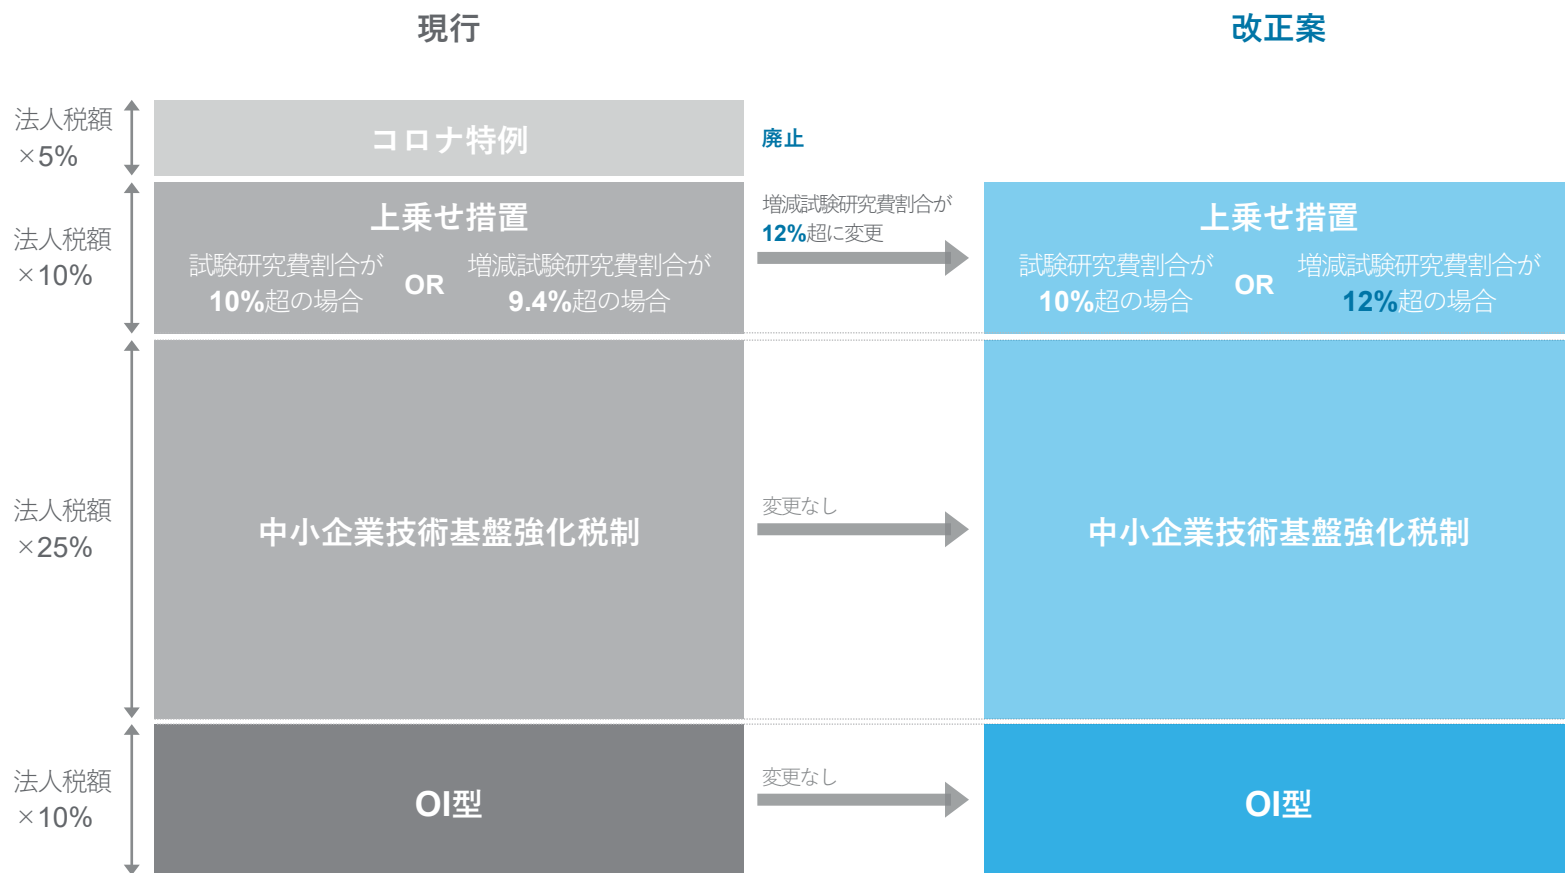 現行
改正案
法人税額
×5%
コロナ特例
廃止
法人税額
×10%
上乗せ措置
試験研究費割合が
10%超の場合
OR
増減試験研究費割合が
9.4%超の場合
増減試験研究費割合が
12%超に変更
上乗せ措置
試験研究費割合が
10%超の場合
OR
増減試験研究費割合が
12%超の場合
法人税額
×25%
中小企業技術基盤強化税制
変更なし
中小企業技術基盤強化税制
法人税額
×10%
OI型
変更なし
OI型